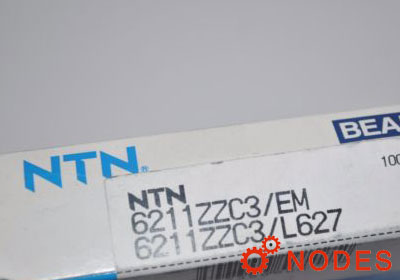 BEA
NTN
100
NTN
6211ZZC3/EM
6211ZZC3/L627
NODES